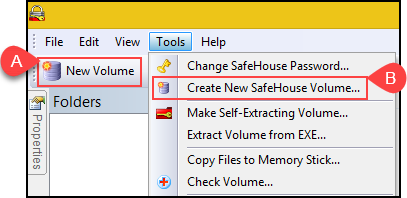 A
File Edit View Tools Help
New Volume
Change SafeHouse Password...
B
Create New SafeHouse Volume...
Folders
Make Self-Extracting Volume...
Extract Volume from EXE...
Properties
Copy Files to Memory Stick...
Check Volume...